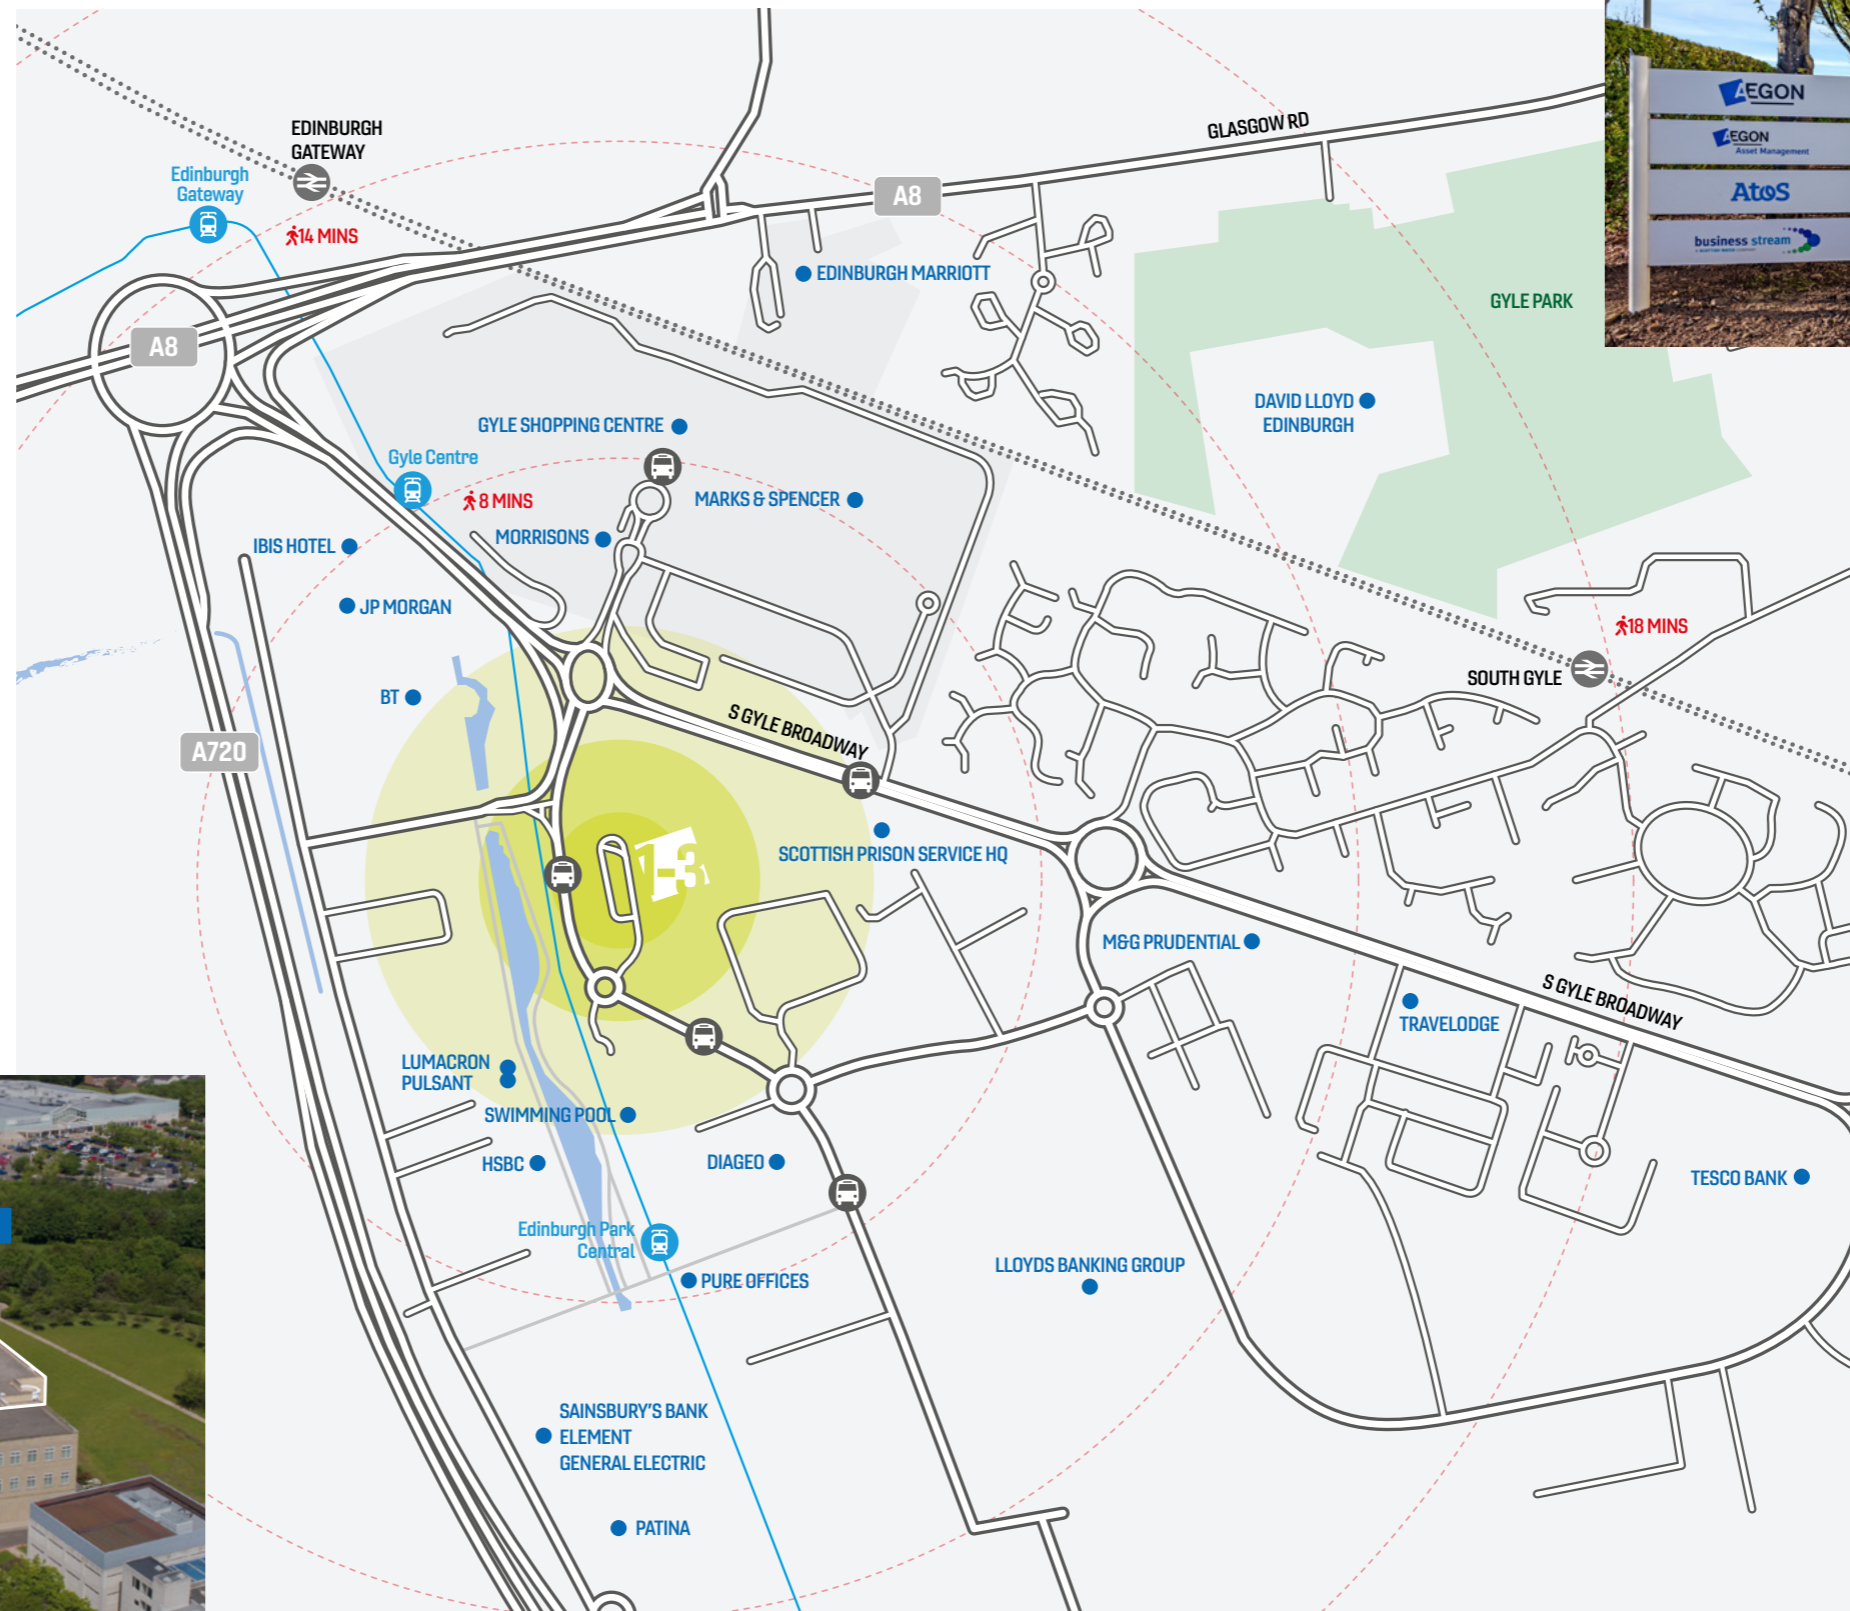 EDINBURGH
GATEWAY
Edinburgh
Gateway
14 MINS
A8
GLASGOW RD
A8
EDINBURGH MARRIOTT
GYLE PARK
AEGON
AEGON
Asset Management
Atos
business stream
DAVID LLOYD
EDINBURGH
GYLE SHOPPING CENTRE
Gyle Centre
8 MINS
MARKS & SPENCER
MORRISONS
IBIS HOTEL
JP MORGAN
18 MINS
SOUTH GYLE
BT
S GYLE BROADWAY
A720
1-3
SCOTTISH PRISON SERVICE HQ
M&G PRUDENTIAL
S GYLE BROADWAY
TRAVELODGE
LUMACRON
PULSANT
SWIMMING POOL
HSBC
DIAGEO
TESCO BANK
Edinburgh Park
Central
PURE OFFICES
LLOYDS BANKING GROUP
SAINSBURY'S BANK
ELEMENT
GENERAL ELECTRIC
PATINA